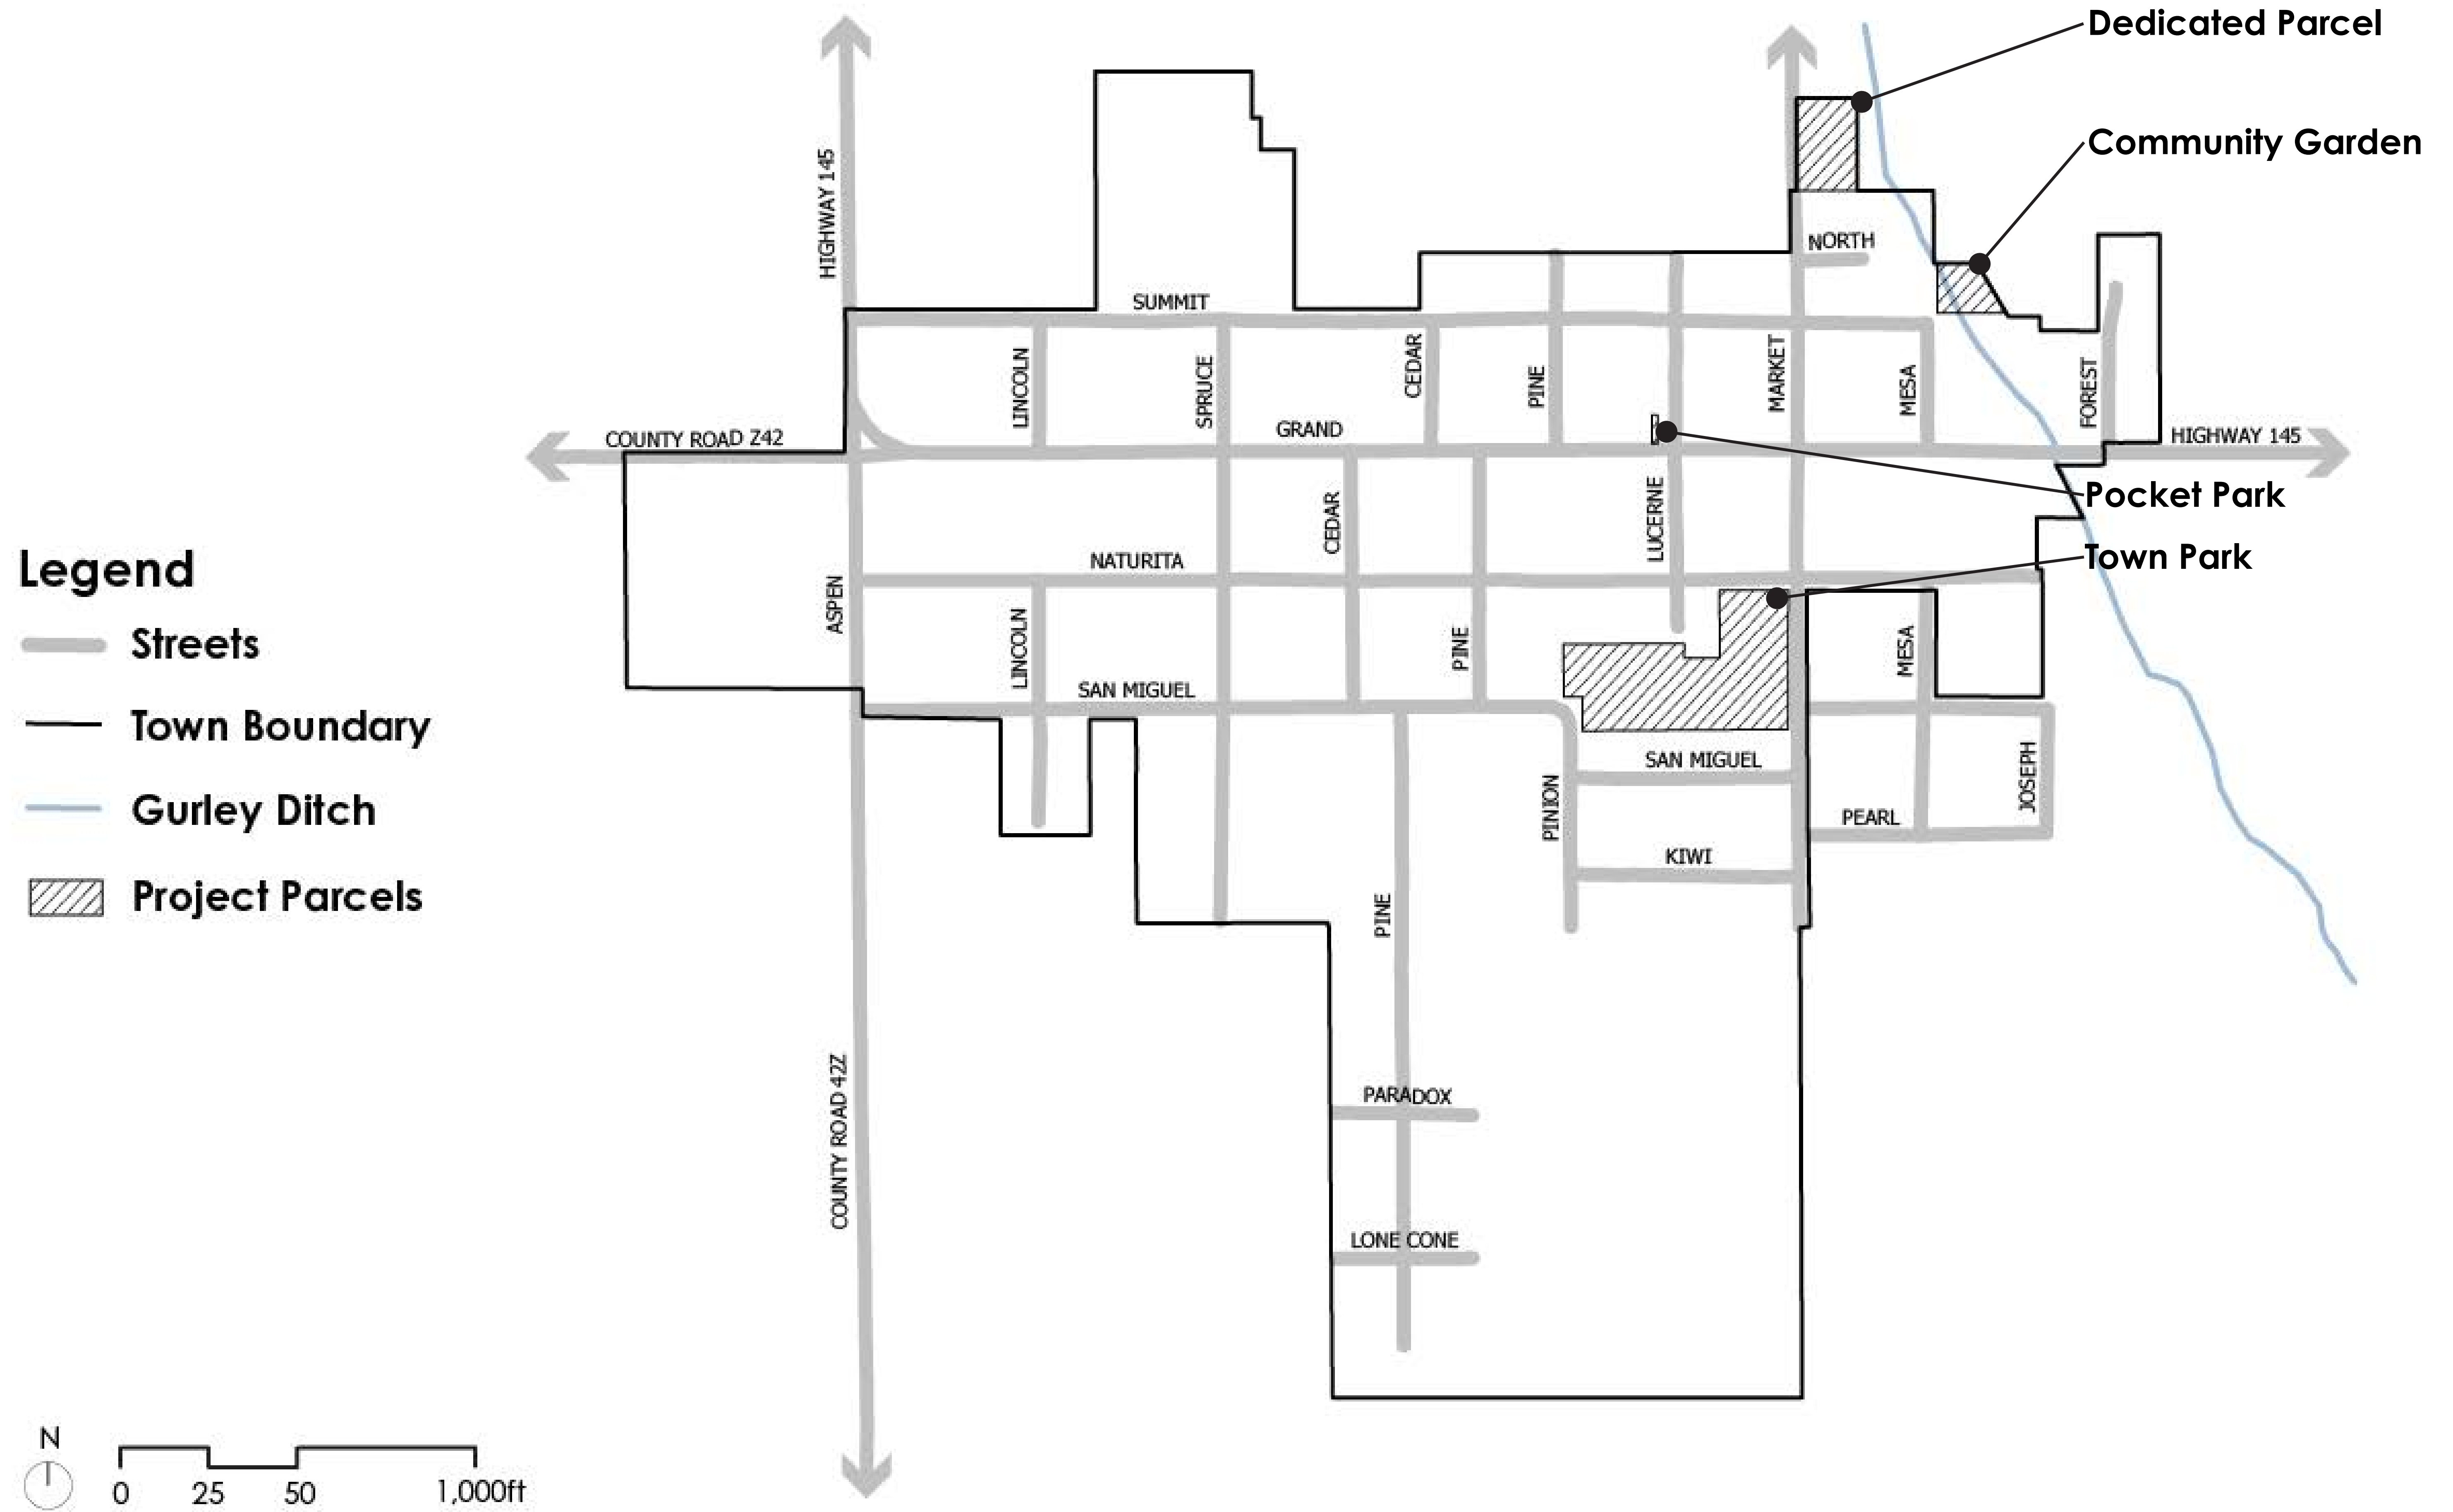 Dedicated Parcel
Community Garden
HIGHWAY 145
NORTH
SUMMIT
LINCOLN
SPRUCE
CEDAR
PINE
MARKET
MESA
FOREST
COUNTY ROAD Z42
GRAND
HIGHWAY 145
Pocket Park
CEDAR
LUCERNE
Town Park
NATURITA
ASPEN
LINCOLN
PINE
MESA
SAN MIGUEL
SAN MIGUEL
PINION
JOSEPH
PEARL
KIWI
PINE
PARADOX
COUNTY ROAD 42Z
LONE CONE
Legend
Streets
Town Boundary
Gurley Ditch
Project Parcels
N
0 25 50 1,000ft